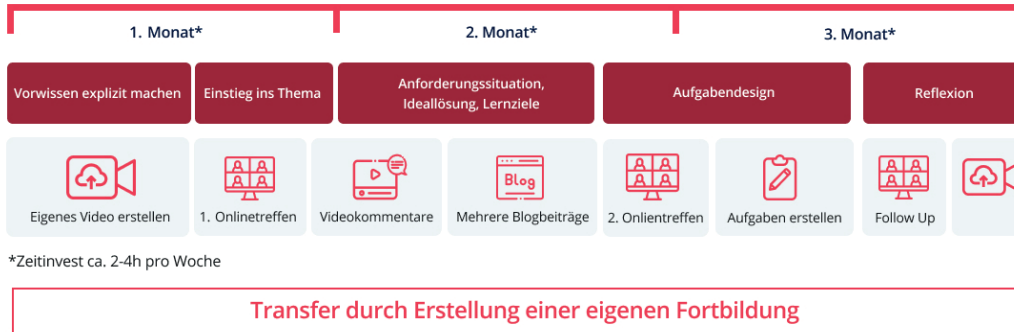 1. Monat*
2. Monat*
3. Monat*
Vorwissen explizit machen
Einstieg ins Thema
Anforderungssituation,
Ideallösung, Lernziele
Aufgabendesign
Reflexion
Blog
Eigenes Video erstellen
1. Onlinetreffen
Videokommentare
Mehrere Blogbeiträge
2. Onlientreffen
Aufgaben erstellen
Follow Up
*Zeitinvest ca. 2-4h pro Woche
Transfer durch Erstellung einer eigenen Fortbildung